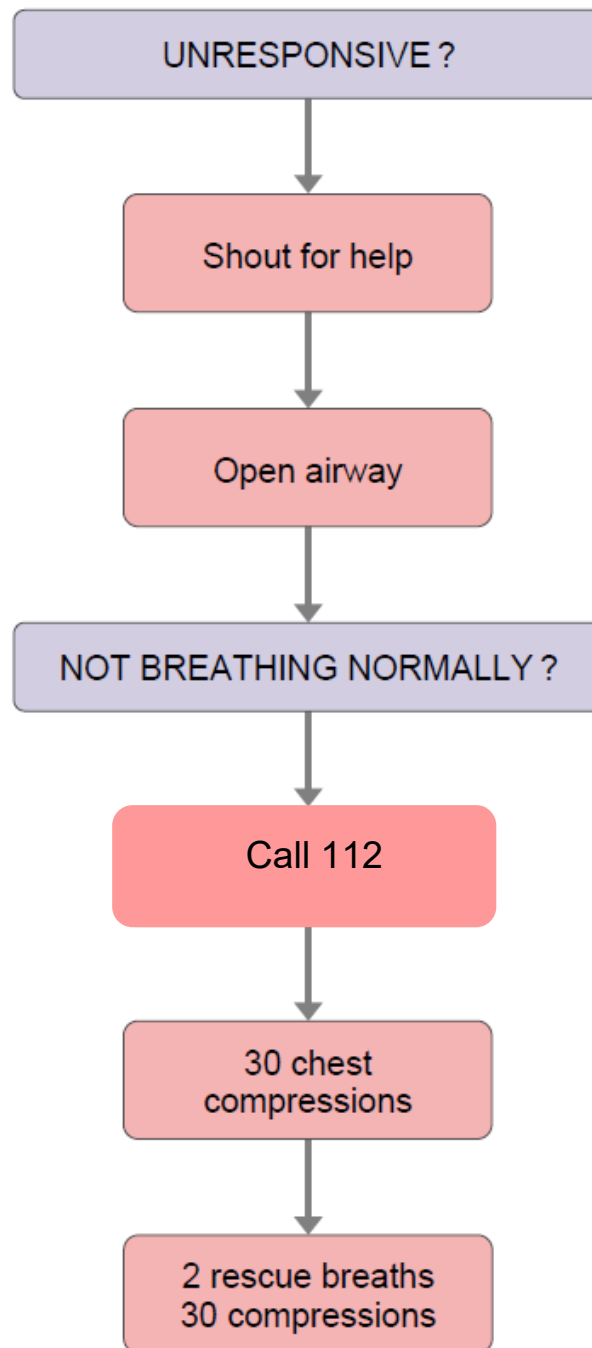 UNRESPONSIVE ?
Shout for help
Open airway
NOT BREATHING NORMALLY ?
Call 112
30 chest
compressions
2 rescue breaths
30 compressions